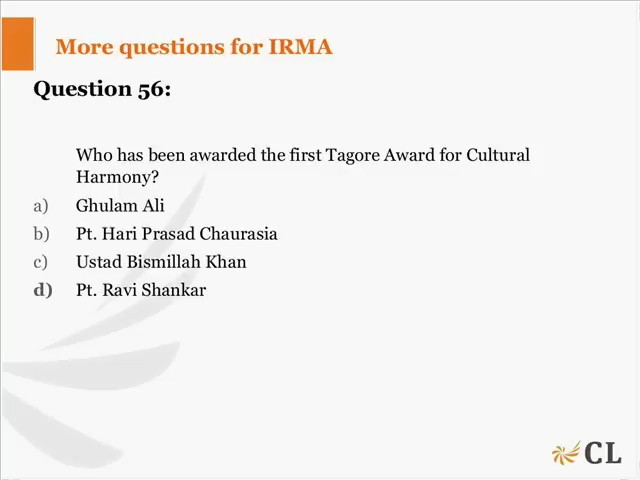 More questions for IRMA
Question 56:
Who has been awarded the first Tagore Award for Cultural
Harmony?
a) Ghulam Ali
b) Pt. Hari Prasad Chaurasia
c) Ustad Bismillah Khan
d) Pt. Ravi Shankar
CL